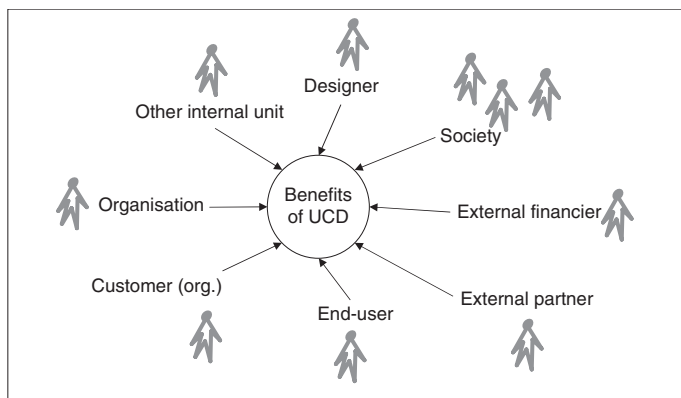 Designer
Other internal unit
Society
Benefits
of UCD
Organisation
External financier
Customer (org.)
External partner
End-user